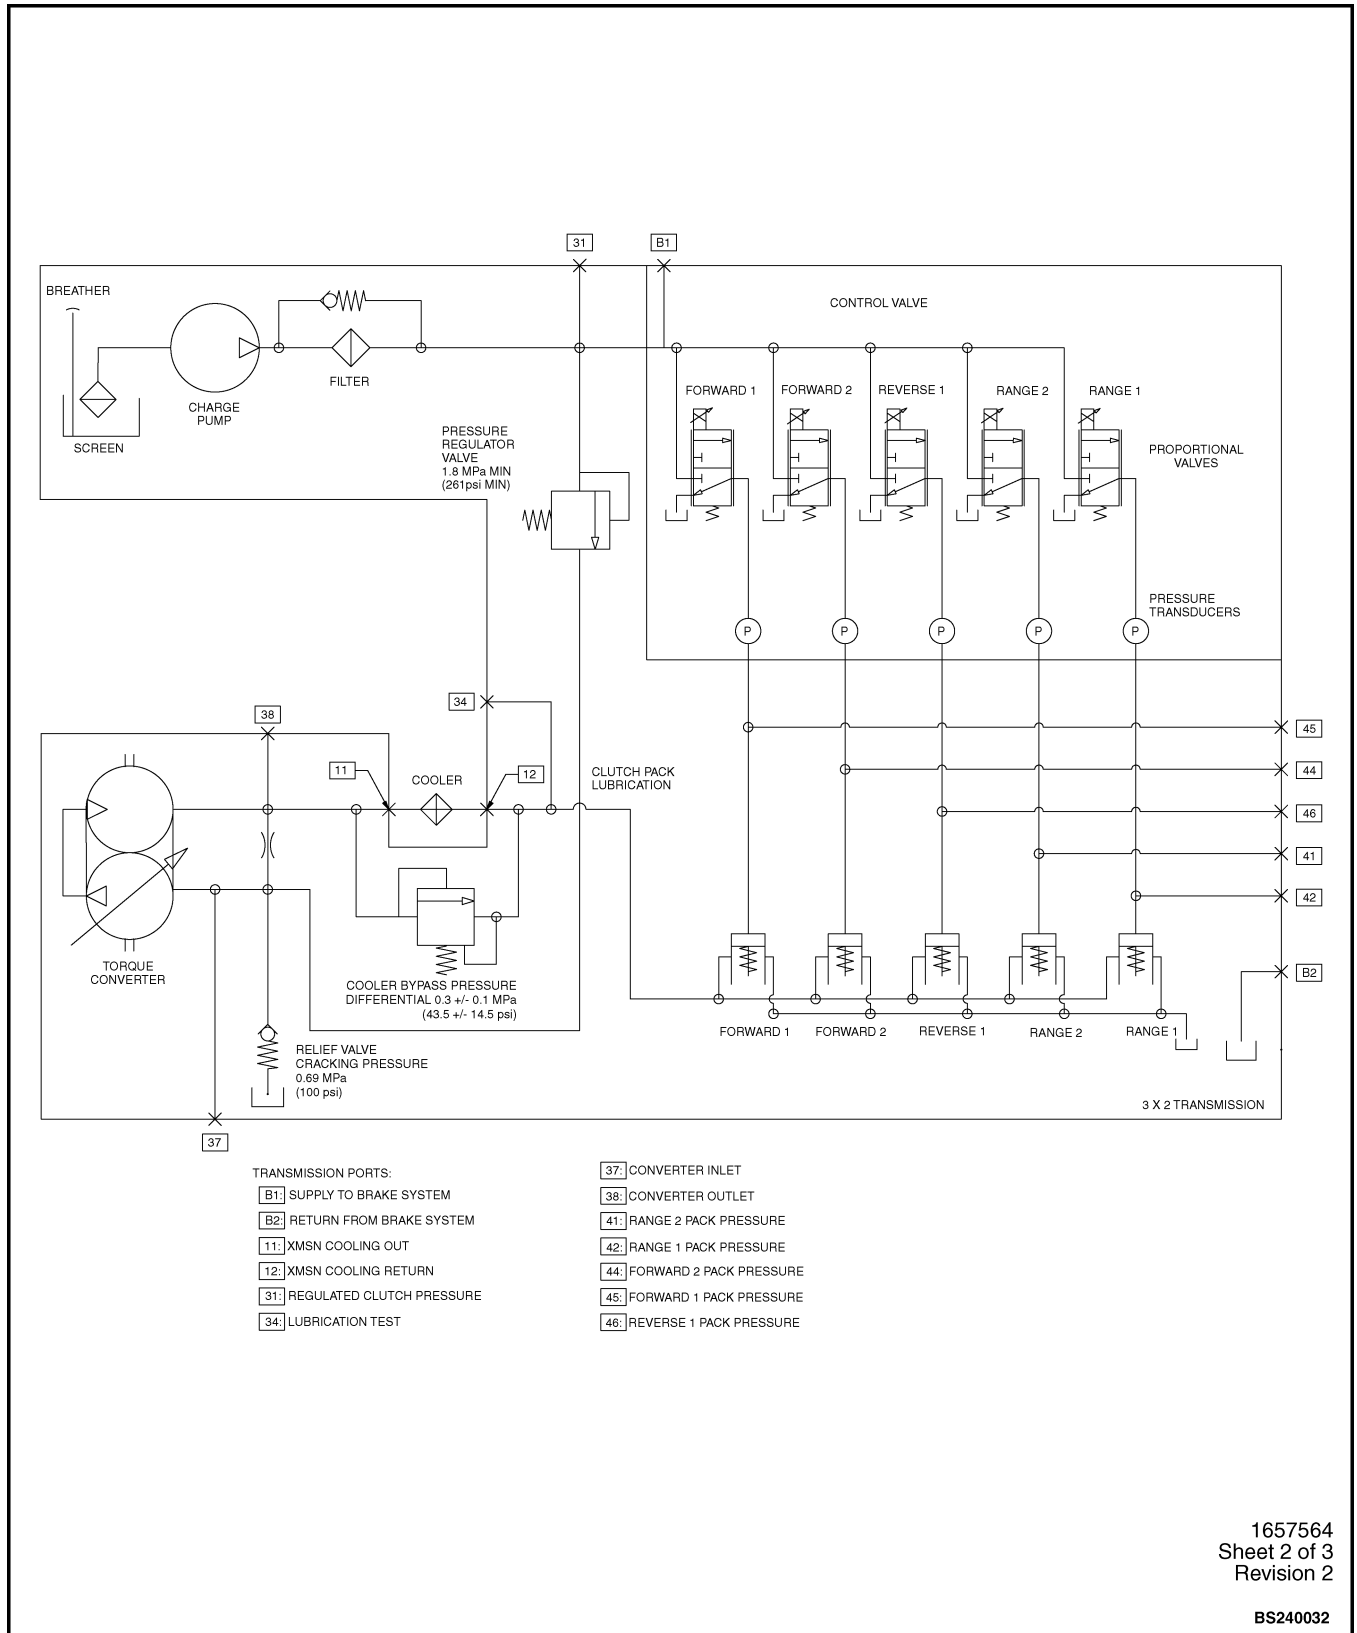 31
B1
BREATHER
CONTROL VALVE
FILTER
CHARGE
PUMP
SCREEN
FORWARD 1
FORWARD 2
REVERSE 1
RANGE 2
RANGE 1
PRESSURE
REGULATOR
VALVE
1.8 MPa MIN
(261psi MIN)
PROPORTIONAL
VALVES
PRESSURE
TRANSDUCERS
P
P
P
P
P
34
38
45
11
COOLER
12
CLUTCH PACK
LUBRICATION
44
46
41
42
TORQUE
CONVERTER
COOLER BYPASS PRESSURE
DIFFERENTIAL 0.3 +/- 0.1 MPa
(43.5 +/- 14.5 psi)
B2
FORWARD 1
FORWARD 2
REVERSE 1
RANGE 2
RANGE 1
RELIEF VALVE
CRACKING PRESSURE
0.69 MPa
(100 psi)
3 X 2 TRANSMISSION
37
TRANSMISSION PORTS:
B1: SUPPLY TO BRAKE SYSTEM
B2: RETURN FROM BRAKE SYSTEM
11: XMSN COOLING OUT
12: XMSN COOLING RETURN
31: REGULATED CLUTCH PRESSURE
34: LUBRICATION TEST
37: CONVERTER INLET
38: CONVERTER OUTLET
41: RANGE 2 PACK PRESSURE
42: RANGE 1 PACK PRESSURE
44: FORWARD 2 PACK PRESSURE
45: FORWARD 1 PACK PRESSURE
46: REVERSE 1 PACK PRESSURE
1657564
Sheet 2 of 3
Revision 2
BS240032